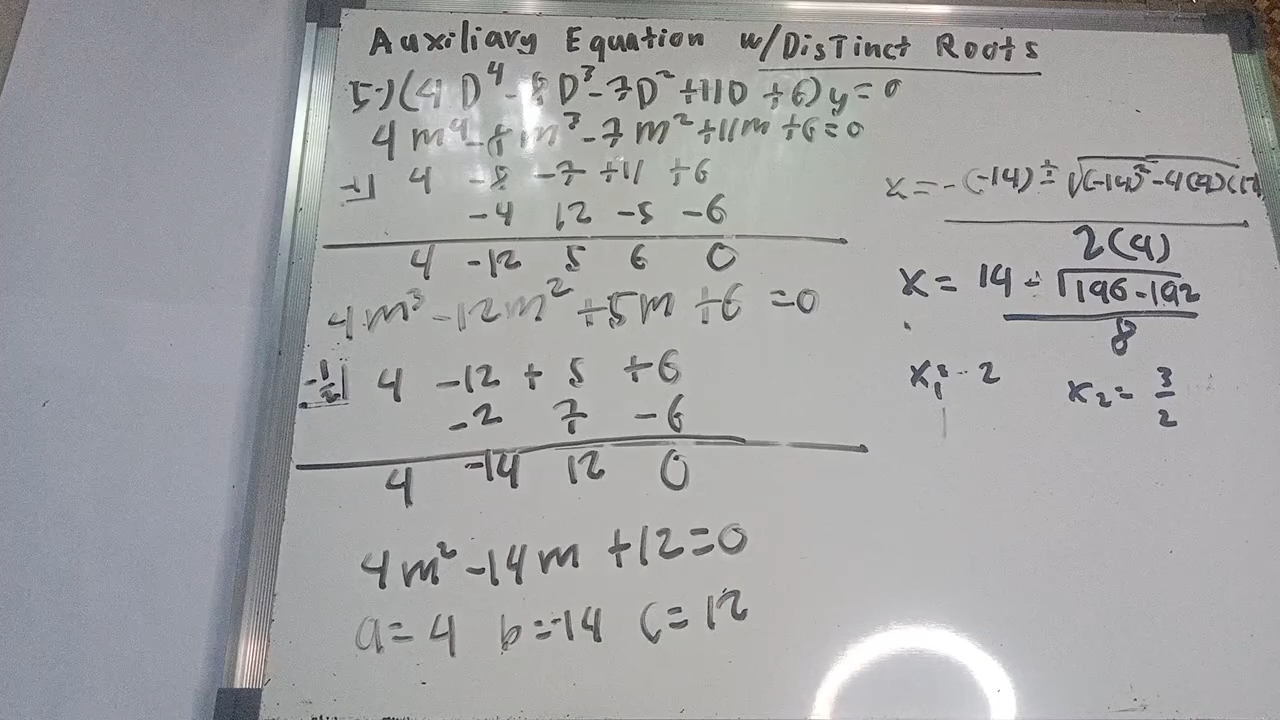 Auxiliary Equation w/Distinct Roots
5.) (4D⁴-8D³-7D²+11D+6)y=0
4m⁴-8m³-7m²+11m+6=0
-1| 4 -8 -7 +11 +6
-4 12 -5 -6
4 -12 5 6 0
4m³-12m²+5m+6=0
-1/2| 4 -12 +5 +6
-2 7 -6
4 -14 12 0
4m²-14m+12=0
a=4 b=-14 c=12
x=-(-14)±√(-14)²-4(4)(12
2(4)
x=14-√196-192
8
x₁=2 x₂=3/2